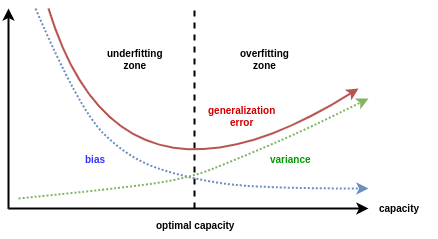 underfitting
zone
overfitting
zone
generalization
error
bias
variance
capacity
optimal capacity